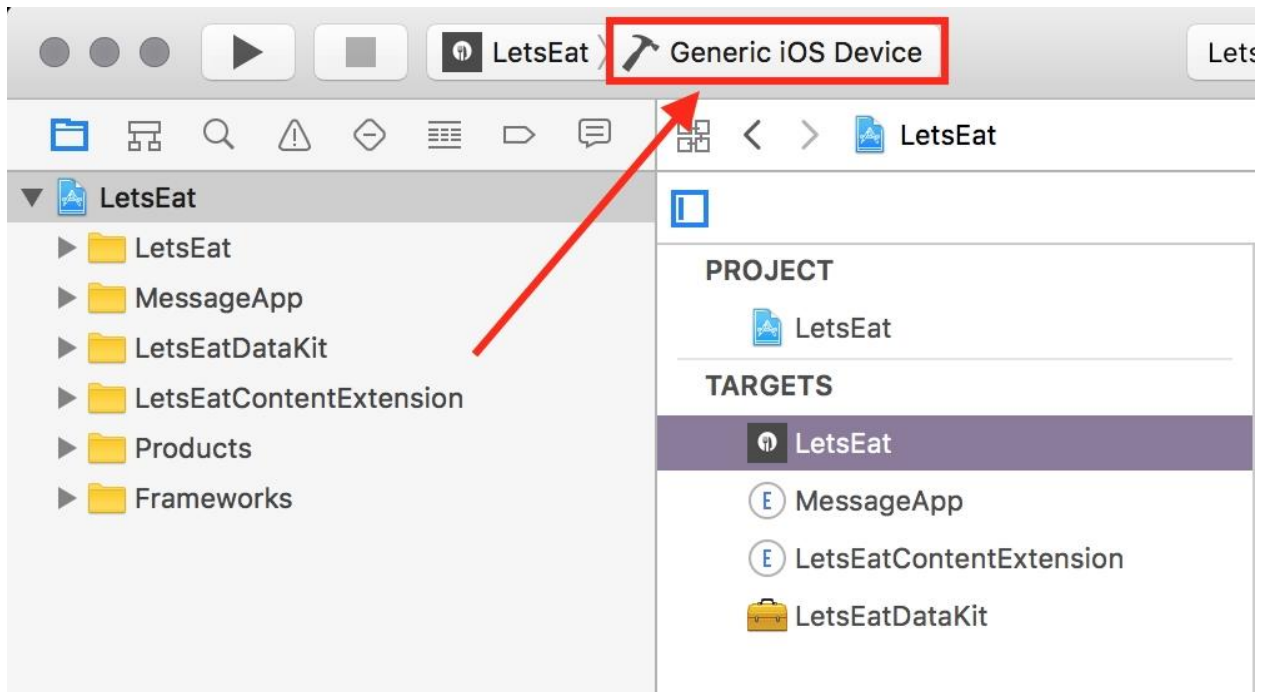 LetsEat
Generic iOS Device
Lets
LetsEat
LetsEat
LetsEat
MessageApp
LetsEatDataKit
LetsEatContentExtension
Products
Frameworks
PROJECT
LetsEat
TARGETS
LetsEat
E MessageApp
E LetsEatContentExtension
LetsEatDataKit